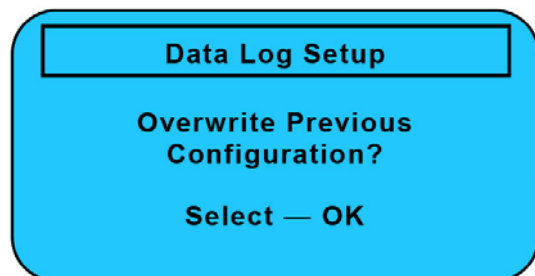 Data Log Setup
Overwrite Previous
Configuration?
Select — OK